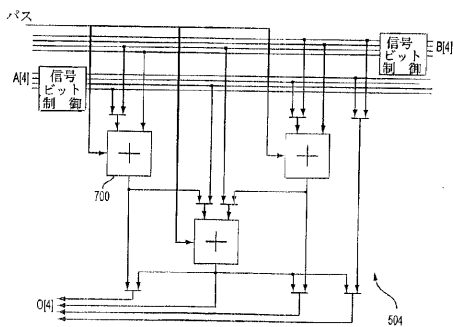 パス
信号
ビット
制 御
B[4]
A[4]
信号
ビット
制 御
+
+
700
+
O[4]
504